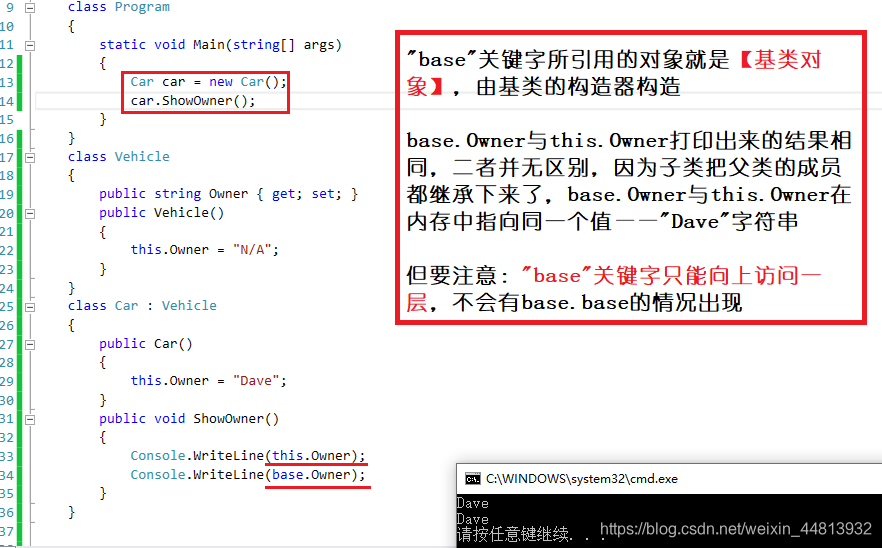 9 class Program
10 {
11 static void Main(string[] args)
12 {
13 Car car = new Car();
14 car.ShowOwner();
15 }
16 }
17 class Vehicle
18 {
19 public string Owner { get; set; }
20 public Vehicle()
21 {
22 this.Owner = "N/A";
23 }
24 }
25 class Car : Vehicle
26 {
27 public Car()
28 {
29 this.Owner = "Dave";
30 }
31 public void ShowOwner()
32 {
33 Console.WriteLine(this.Owner);
34 Console.WriteLine(base.Owner);
35 }
36 }
37
"base"关键字所引用的对象就是【基类对
象】，由基类的构造器构造
base.Owner与this.Owner打印出来的结果相
同，二者并无区别，因为子类把父类的成员
都继承下来了，base.Owner与this.Owner在
内存中指向同一个值——"Dave"字符串
但要注意："base"关键字只能向上访问一
层，不会有base.base的情况出现
C:\WINDOWS\system32\cmd.exe
Dave
Dave
请按任意键继续. . .
https://blog.csdn.net/weixin_44813932